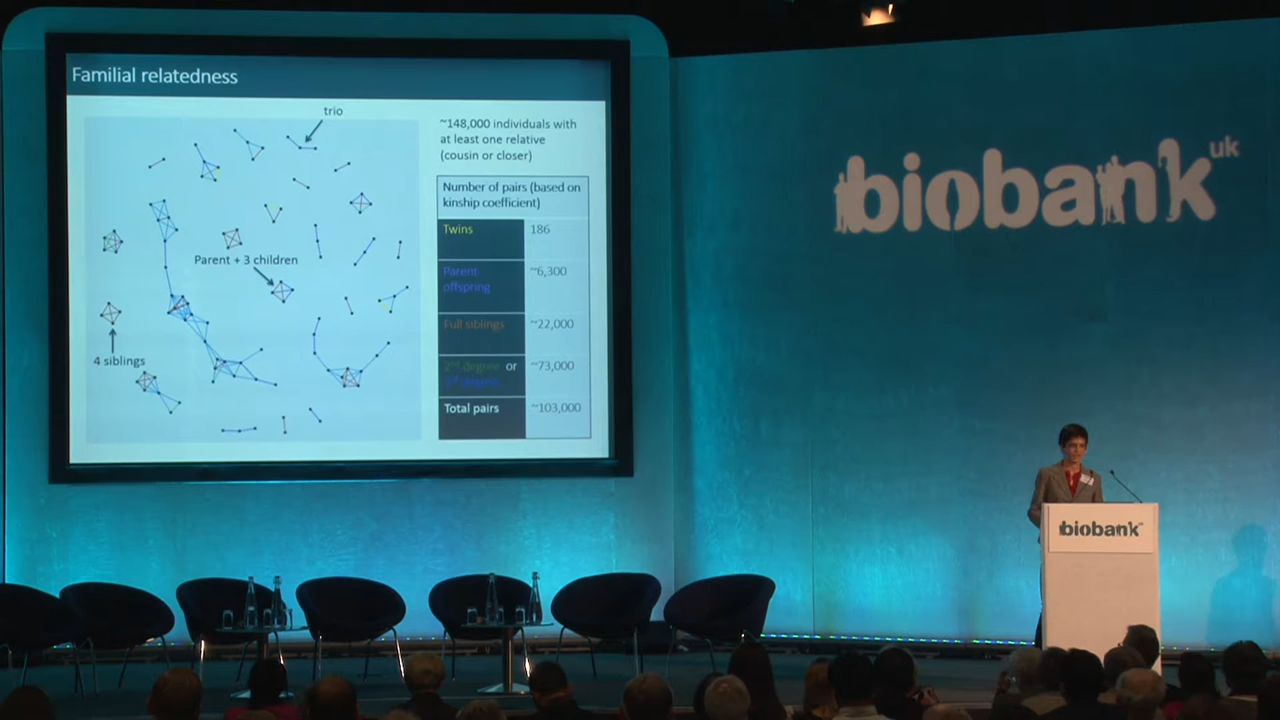 Familial relatedness
trio
Parent + 3 children
4 siblings
~148,000 individuals with
at least one relative
(cousin or closer)
Number of pairs (based on
kinship coefficient)
Twins 186
Parent-
offspring ~6,300
Full siblings ~22,000
2nd degree or
3rd degree ~73,000
Total pairs ~103,000
biobank uk
biobank uk